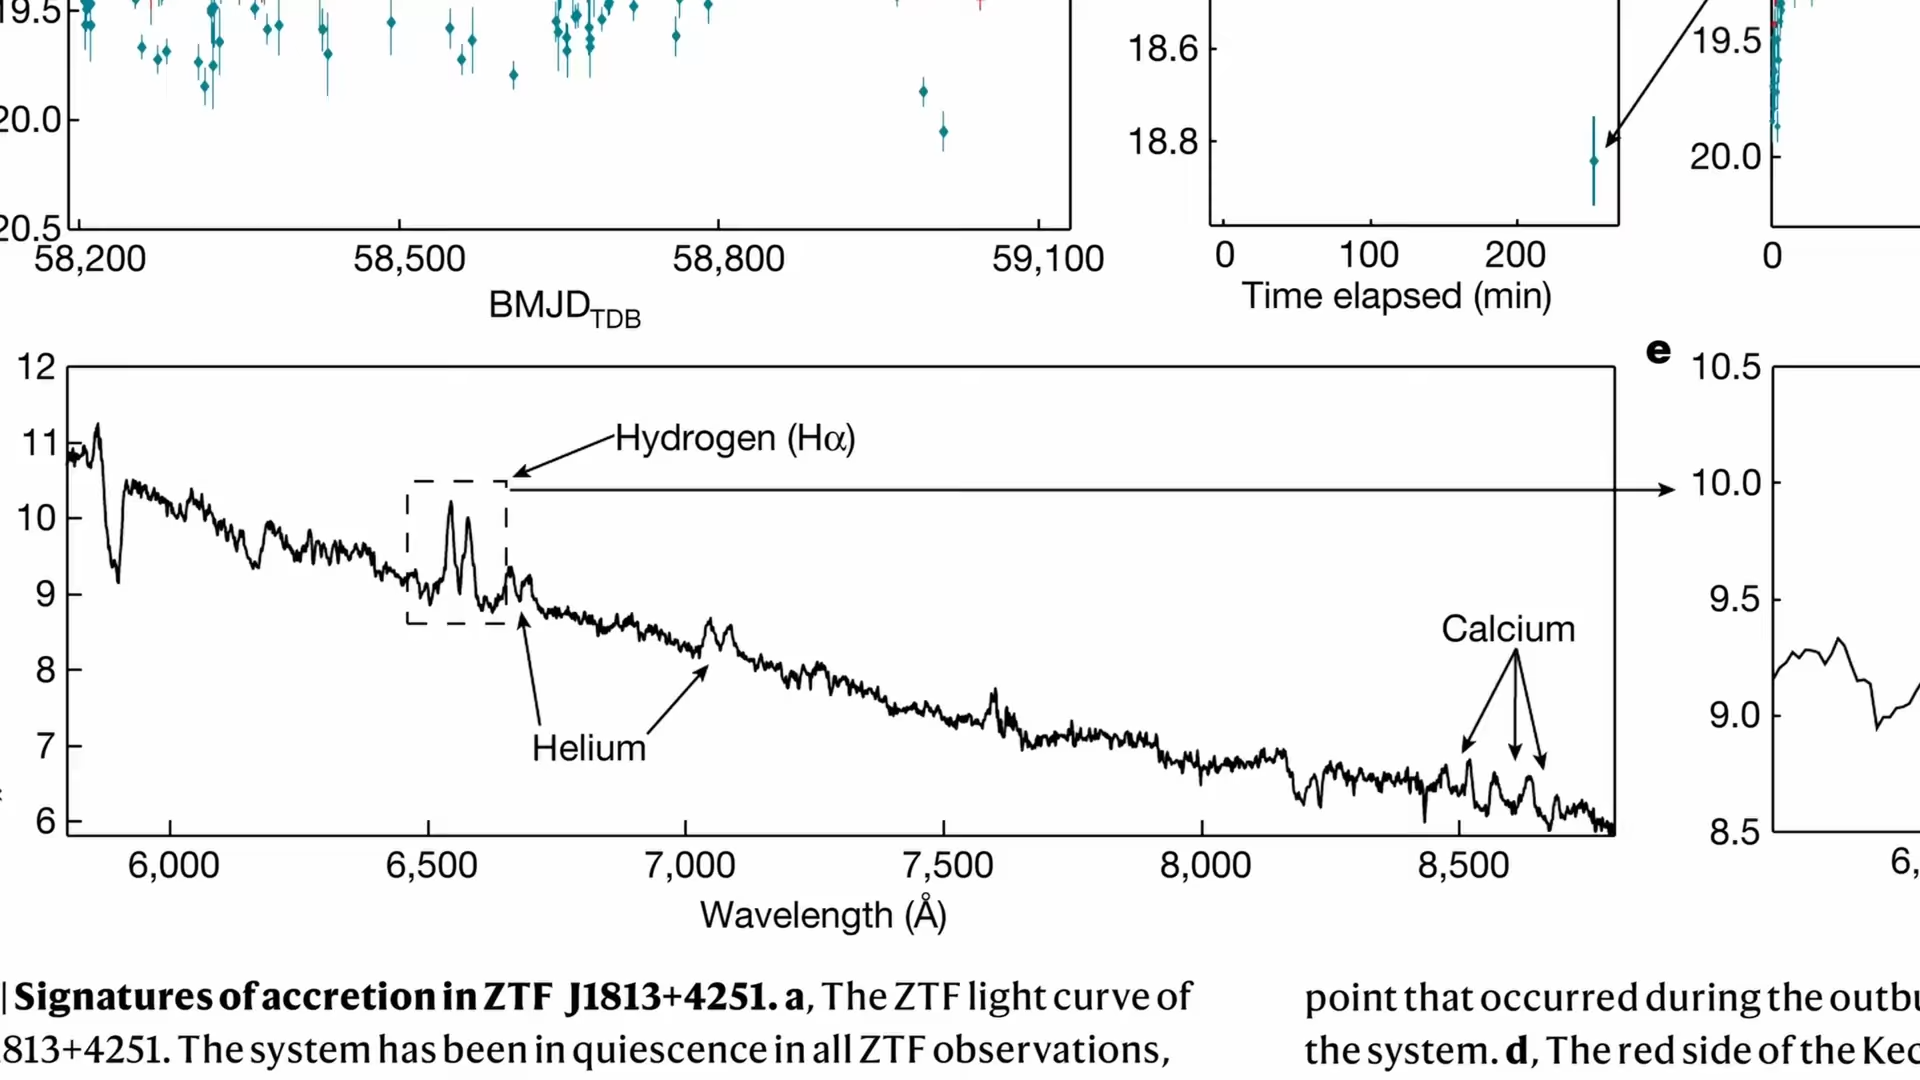 19.5
20.0
20.5
58,200 58,500 58,800 59,100
BMJDTDB
18.6
18.8
0 100 200
Time elapsed (min)
19.5
20.0
0
12
11
10
9
8
7
6
Hydrogen (Hα)
Helium
Calcium
6,000 6,500 7,000 7,500 8,000 8,500
Wavelength (Å)
e
10.5
10.0
9.5
9.0
8.5
6,
| Signatures of accretion in ZTF J1813+4251. a, The ZTF light curve of
1813+4251. The system has been in quiescence in all ZTF observations,
point that occurred during the outbu
the system. d, The red side of the Kec